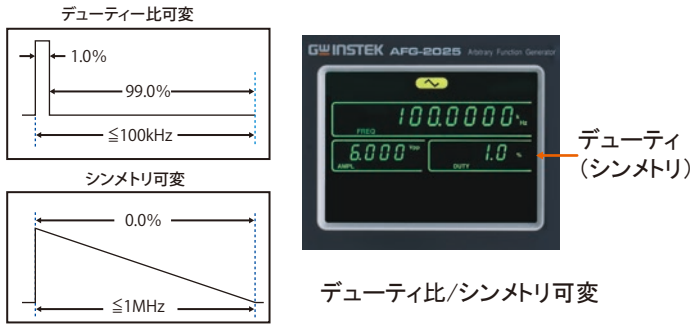 デューティー比可変
1.0%
99.0%
≦100kHz
シンメトリ可変
0.0%
≦1MHz
GW INSTEK AFG-2025 Arbitrary Function Generator
100.0000 k Hz
FREQ
6.000 Vpp
AMPL
1.0 %
DUTY
デューティ
(シンメトリ)
デューティ比/シンメトリ可変